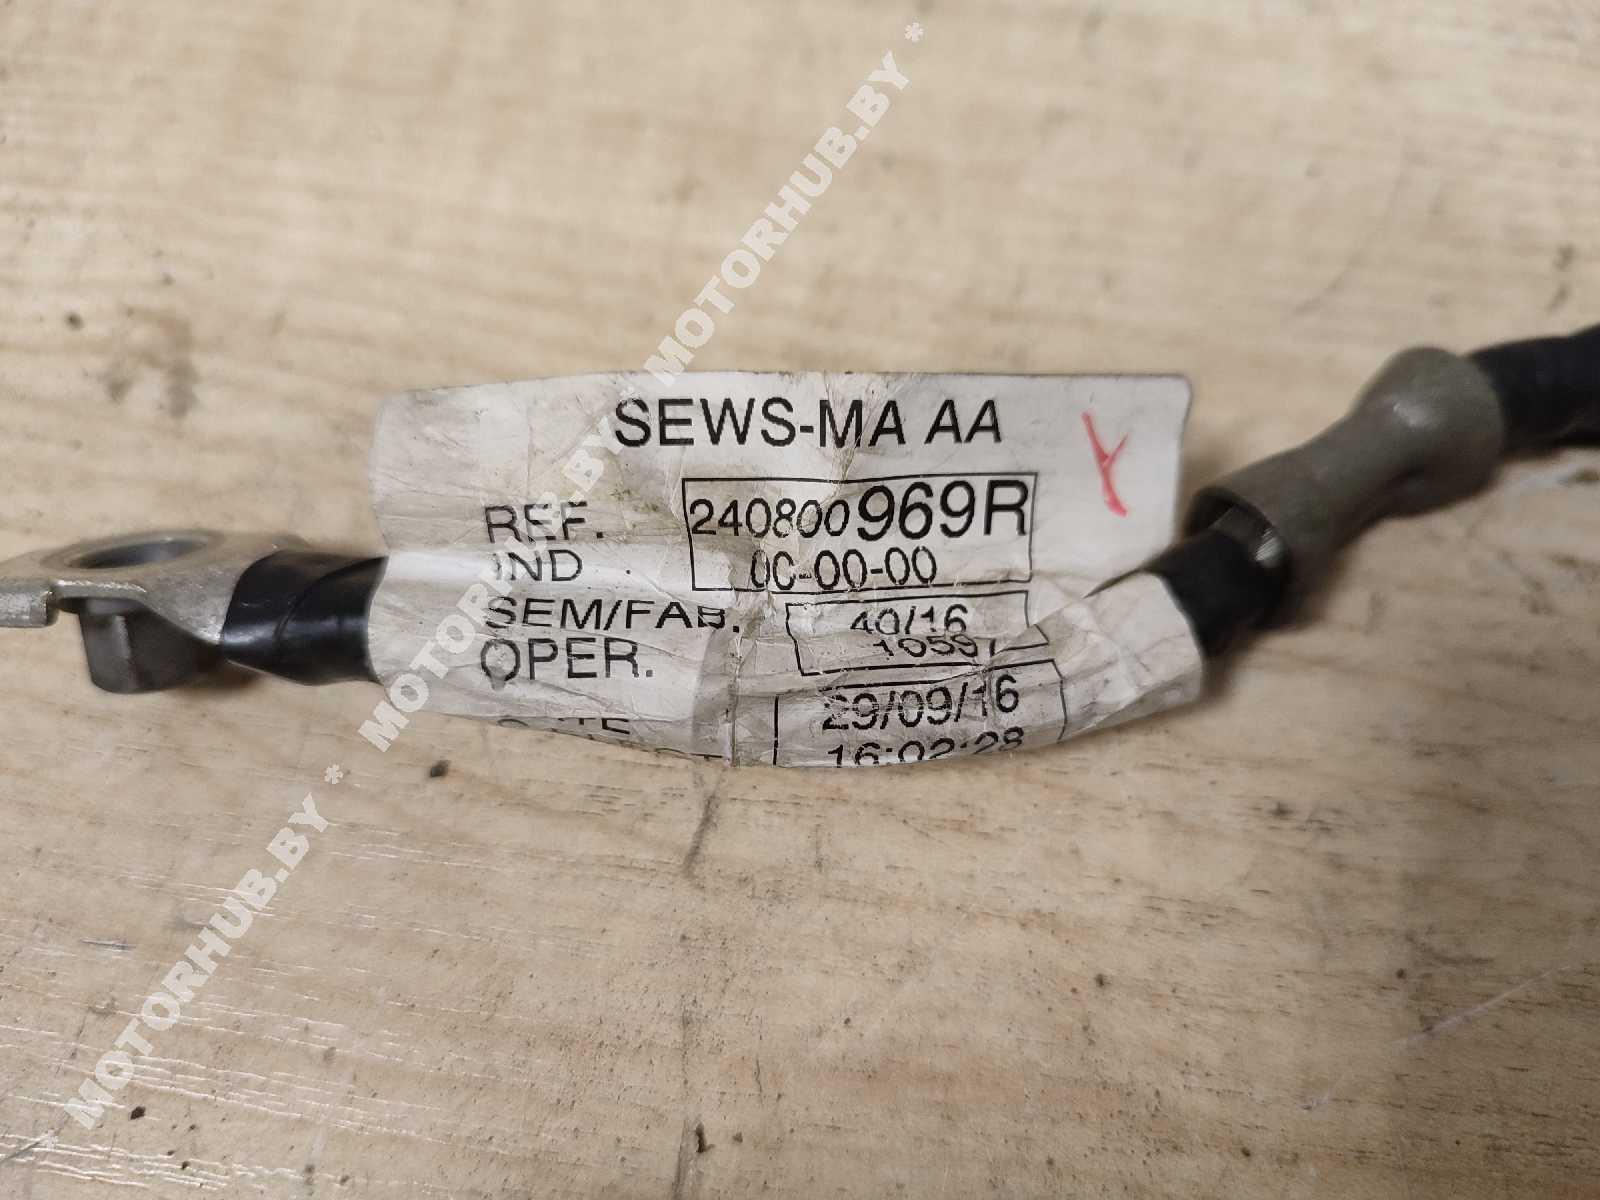 SEWS-MA AA
REF. 240800969R
IND 0C-00-00
SEM/FAB. 40/16
OPER.
29/09/16
16:02:28
* MOTORHUB.BY * MOTORHUB.BY * MOTORHUB.BY *